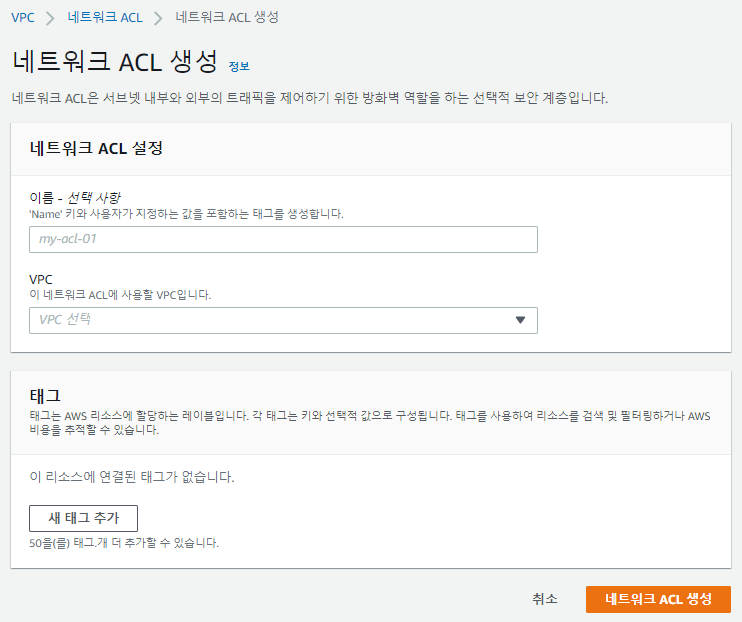 VPC > 네트워크 ACL > 네트워크 ACL 생성
네트워크 ACL 생성 정보
네트워크 ACL은 서브넷 내부와 외부의 트래픽을 제어하기 위한 방화벽 역할을 하는 선택적 보안 계층입니다.
네트워크 ACL 설정
이름 - 선택 사항
'Name' 키와 사용자가 지정하는 값을 포함하는 태그를 생성합니다.
my-acl-01
VPC
이 네트워크 ACL에 사용할 VPC입니다.
VPC 선택
태그
태그는 AWS 리소스에 할당하는 레이블입니다. 각 태그는 키와 선택적 값으로 구성됩니다. 태그를 사용하여 리소스를 검색 및 필터링하거나 AWS
비용을 추적할 수 있습니다.
이 리소스에 연결된 태그가 없습니다.
새 태그 추가
50을(를) 태그.개 더 추가할 수 있습니다.
취소 네트워크 ACL 생성